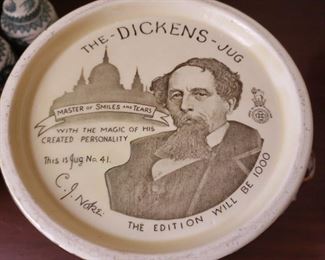 THE - DICKENS - JUG
MASTER OF SMILES AND TEARS
WITH THE MAGIC OF HIS
CREATED PERSONALITY
This is Jug No. 41.
C. J. Noke.
THE EDITION WILL BE 1000